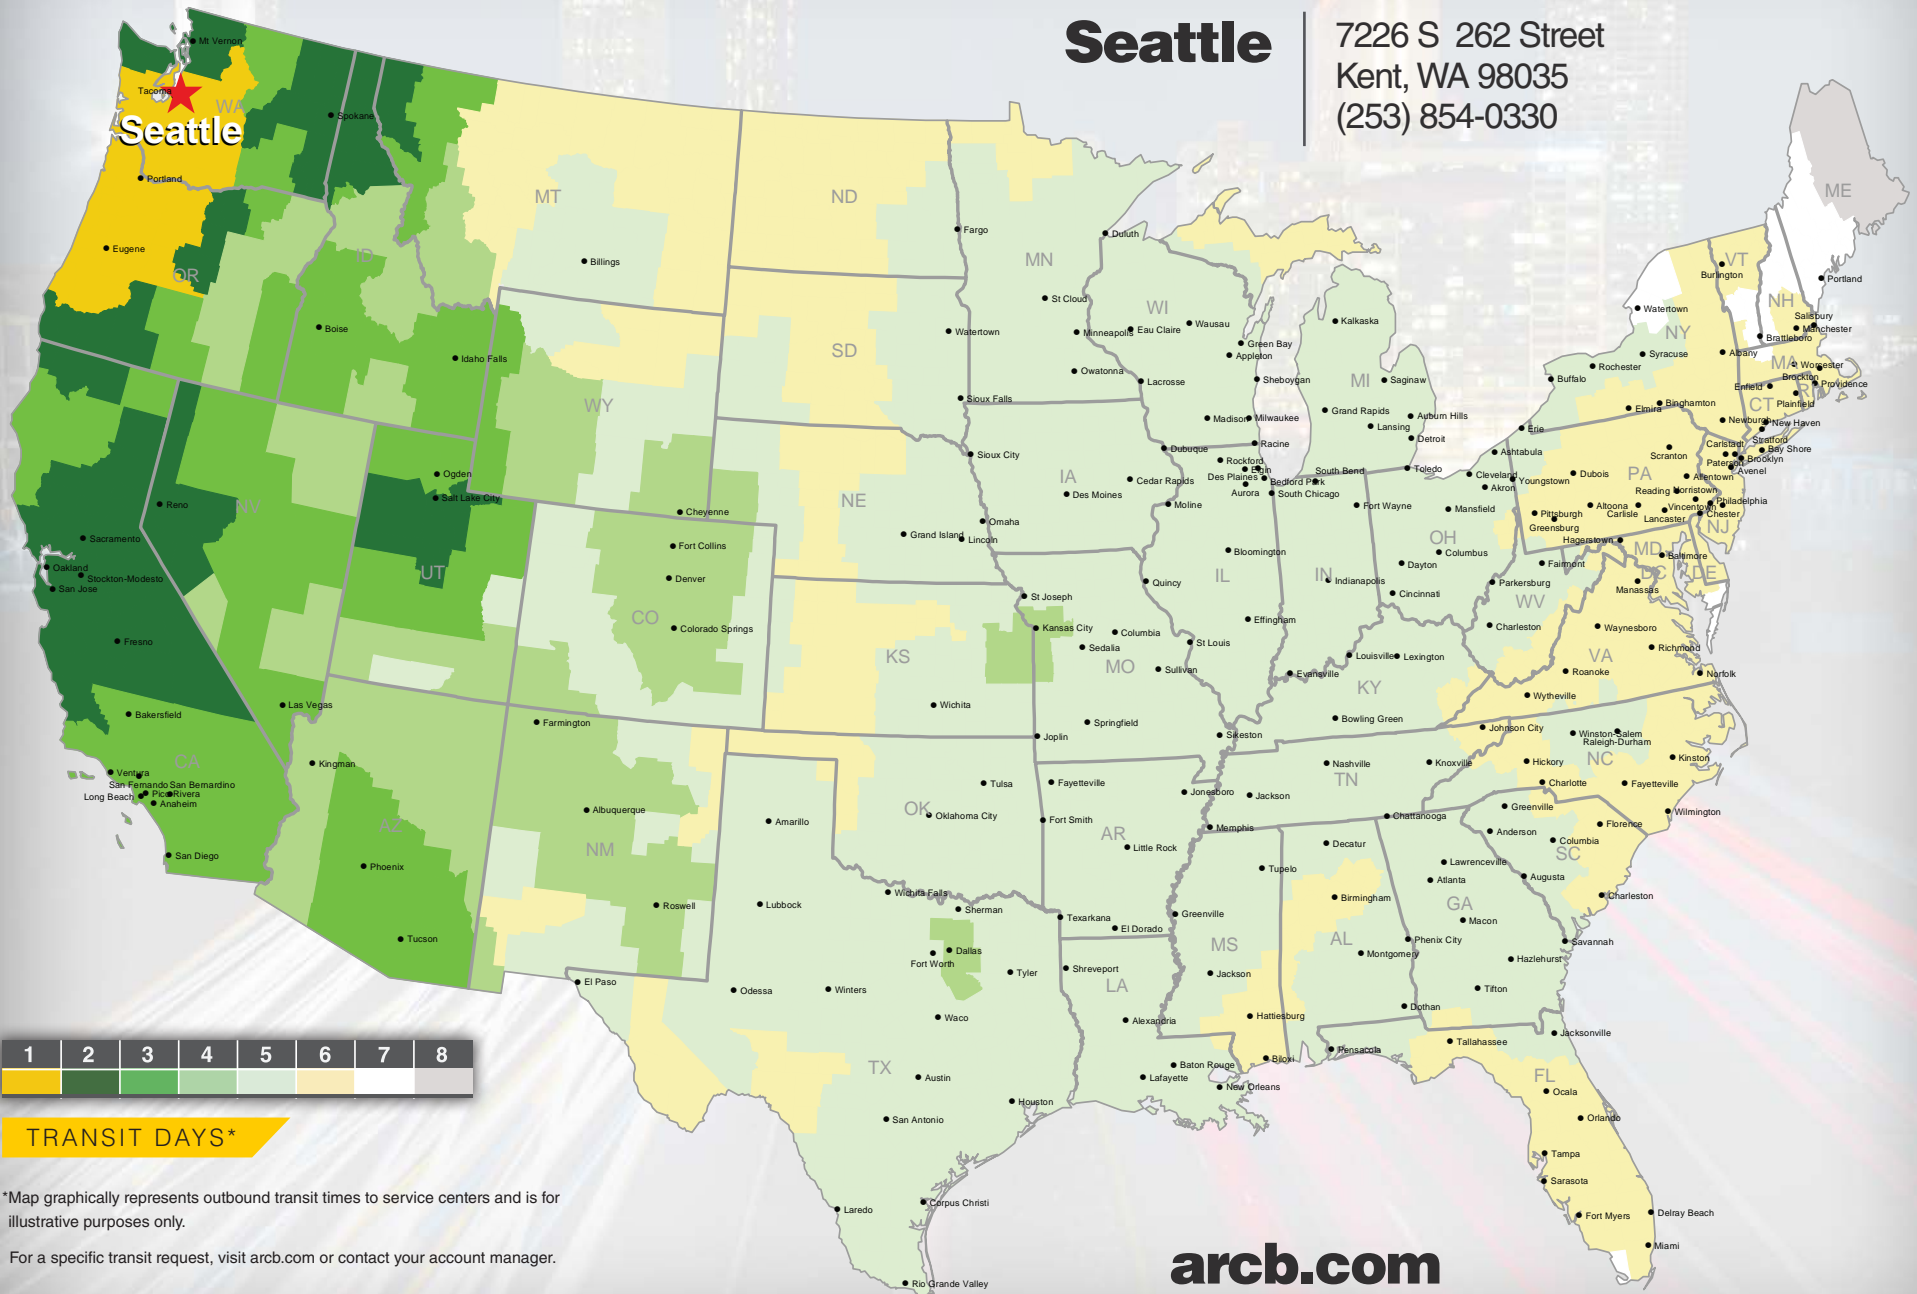 Seattle
7226 S 262 Street
Kent, WA 98035
(253) 854-0330
Mt Vernon
Tacoma
WA
Seattle
Spokane
Portland
Eugene
OR
ID
Boise
Idaho Falls
MT
Billings
ND
Fargo
MN
Duluth
St Cloud
Minneapolis
Eau Claire
Wausau
WI
Green Bay
Appleton
Watertown
SD
Owatonna
Lacrosse
Sheboygan
Sioux Falls
Madison
Milwaukee
Racine
Kalkaska
MI
Saginaw
Grand Rapids
Lansing
Auburn Hills
Detroit
ME
Portland
VT
Burlington
NH
Salisbury
Manchester
Brattleboro
Watertown
NY
Syracuse
Rochester
Buffalo
Albany
MA
Worcester
Brockton
Providence
RI
Enfield
Plainfield
CT
Elmira
Binghamton
Newburgh
New Haven
Stratford
Bay Shore
Brooklyn
Carlstadt
Paterson
Avenel
Erie
Ashtabula
Scranton
Dubois
PA
Allentown
Reading
Norristown
Philadelphia
Vincentown
Chester
Lancaster
Carlisle
Altoona
Pittsburgh
Greensburg
NJ
Hagerstown
MD
Baltimore
DC
DE
Manassas
Fairmont
WY
Ogden
Salt Lake City
UT
NV
Reno
Sacramento
Oakland
Stockton-Modesto
San Jose
Fresno
Bakersfield
CA
Las Vegas
Ventura
San Fernando
San Bernardino
Pico Rivera
Long Beach
Anaheim
San Diego
Kingman
AZ
Phoenix
Tucson
Cheyenne
Fort Collins
Denver
CO
Colorado Springs
Farmington
Albuquerque
NM
Roswell
NE
Grand Island
Lincoln
Omaha
Sioux City
IA
Des Moines
Cedar Rapids
Dubuque
Moline
Rockford
Elgin
Des Plaines
Bedford Park
Aurora
South Chicago
South Bend
Toledo
Cleveland
Akron
Youngstown
Fort Wayne
Mansfield
OH
Columbus
Dayton
Cincinnati
Parkersburg
WV
Charleston
Bloomington
IL
IN
Indianapolis
Quincy
Effingham
St Louis
St Joseph
Kansas City
Columbia
Sedalia
MO
Sullivan
Springfield
Joplin
Sikeston
KS
Wichita
Evansville
Louisville
Lexington
KY
Bowling Green
Waynesboro
VA
Richmond
Roanoke
Norfolk
Wytheville
Johnson City
Winston-Salem
Raleigh-Durham
NC
Kinston
Hickory
Charlotte
Fayetteville
Wilmington
Nashville
Knoxville
TN
Jackson
Memphis
Chattanooga
Greenville
Anderson
Florence
Columbia
SC
Charleston
Tulsa
OK
Oklahoma City
Fayetteville
Fort Smith
AR
Jonesboro
Little Rock
Texarkana
El Dorado
Amarillo
Lubbock
Wichita Falls
Sherman
Dallas
Fort Worth
Tyler
El Paso
Odessa
Winters
Waco
TX
Austin
San Antonio
Houston
Laredo
Corpus Christi
Rio Grande Valley
Shreveport
LA
Alexandria
Baton Rouge
Lafayette
New Orleans
Tupelo
Greenville
MS
Jackson
Hattiesburg
Biloxi
Decatur
Birmingham
AL
Montgomery
Phenix City
Dothan
Pensacola
Lawrenceville
Atlanta
Augusta
GA
Macon
Savannah
Hazlehurst
Tifton
Jacksonville
Tallahassee
FL
Ocala
Orlando
Tampa
Sarasota
Fort Myers
Delray Beach
Miami
1 2 3 4 5 6 7 8
TRANSIT DAYS*
*Map graphically represents outbound transit times to service centers and is for
illustrative purposes only.
For a specific transit request, visit arcb.com or contact your account manager.
arcb.com